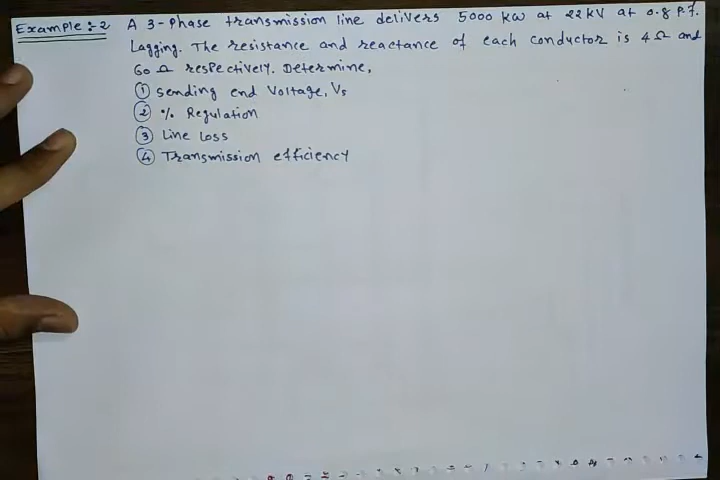 Example :- 2 A 3-Phase transmission line delivers 5000 kW at 22 kV at 0.8 P.f.
Lagging. The resistance and reactance of each conductor is 4 Ω and
60 Ω respectively. Determine,
① Sending end Voltage, Vs
② % Regulation
③ Line Loss
④ Transmission efficiency